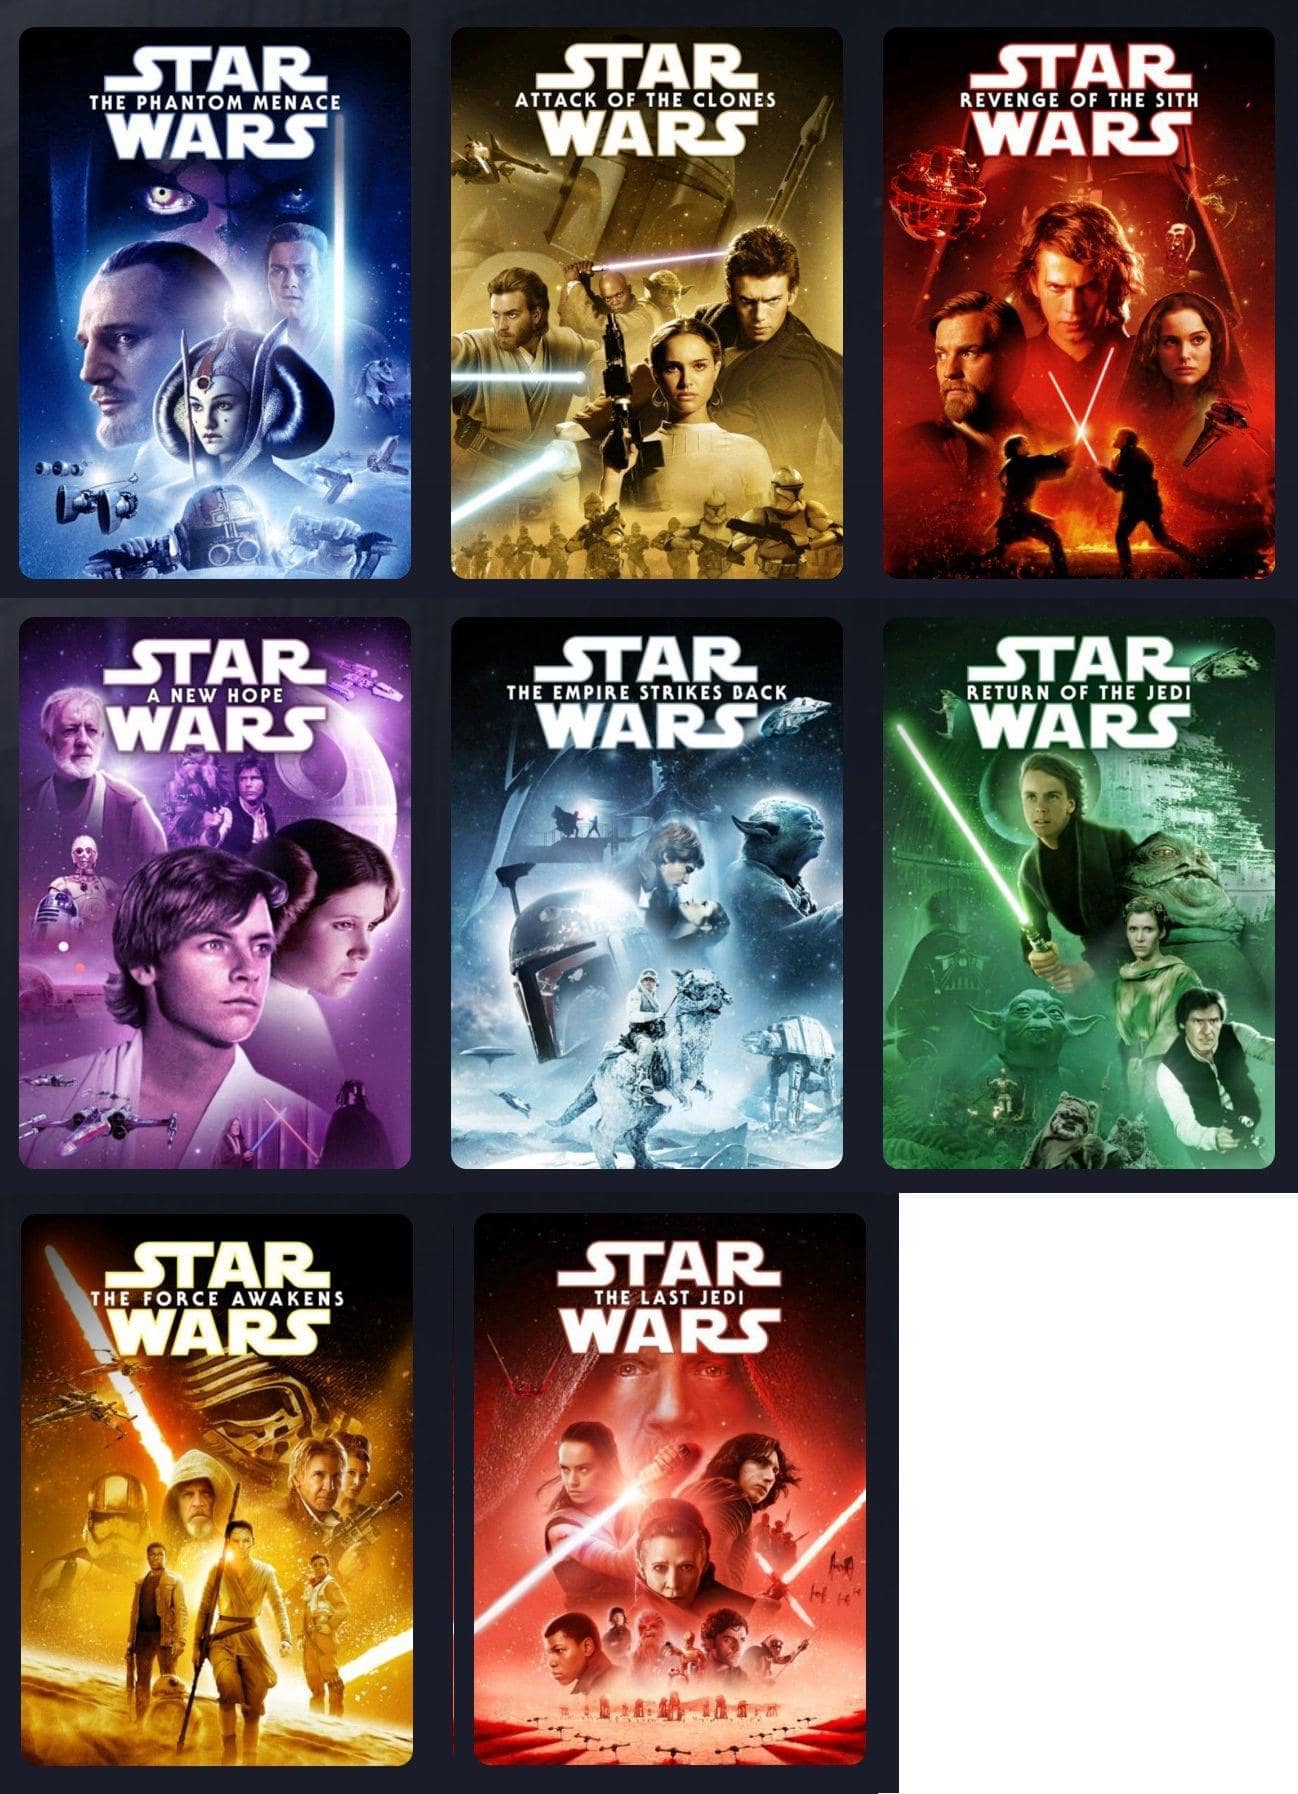 STAR
THE PHANTOM MENACE
WARS
STAR
ATTACK OF THE CLONES
WARS
STAR
REVENGE OF THE SITH
WARS
STAR
A NEW HOPE
WARS
STAR
THE EMPIRE STRIKES BACK
WARS
STAR
RETURN OF THE JEDI
WARS
STAR
THE FORCE AWAKENS
WARS
STAR
THE LAST JEDI
WARS